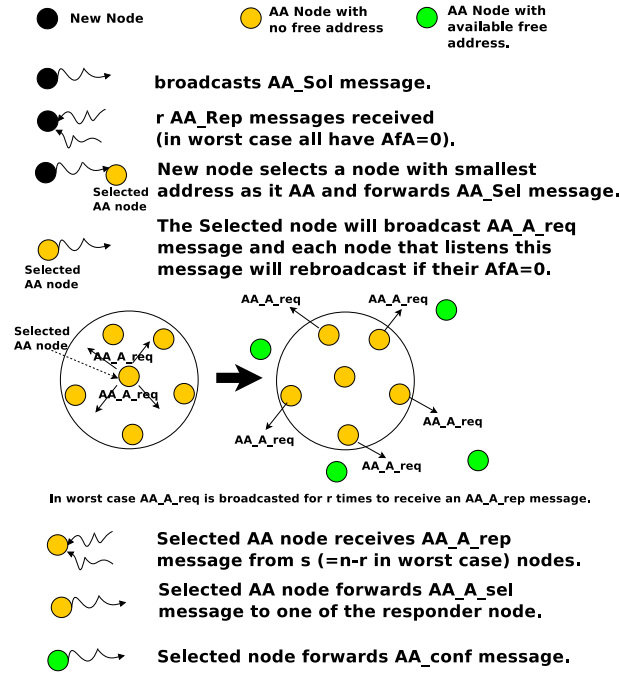 New Node
AA Node with
no free address
AA Node with
available free
address.
broadcasts AA_Sol message.
r AA_Rep messages received
(in worst case all have AfA=0).
New node selects a node with smallest
address as it AA and forwards AA_Sel message.
Selected
AA node
The Selected node will broadcast AA_A_req
message and each node that listens this
message will rebroadcast if their AfA=0.
Selected
AA node
Selected
AA node
AA_A_req
AA_A_req
AA_A_req
AA_A_req
AA_A_req
AA_A_req
AA_A_req
In worst case AA_A_req is broadcasted for r times to receive an AA_A_rep message.
Selected AA node receives AA_A_rep
message from s (=n-r in worst case) nodes.
Selected AA node forwards AA_A_sel
message to one of the responder node.
Selected node forwards AA_conf message.